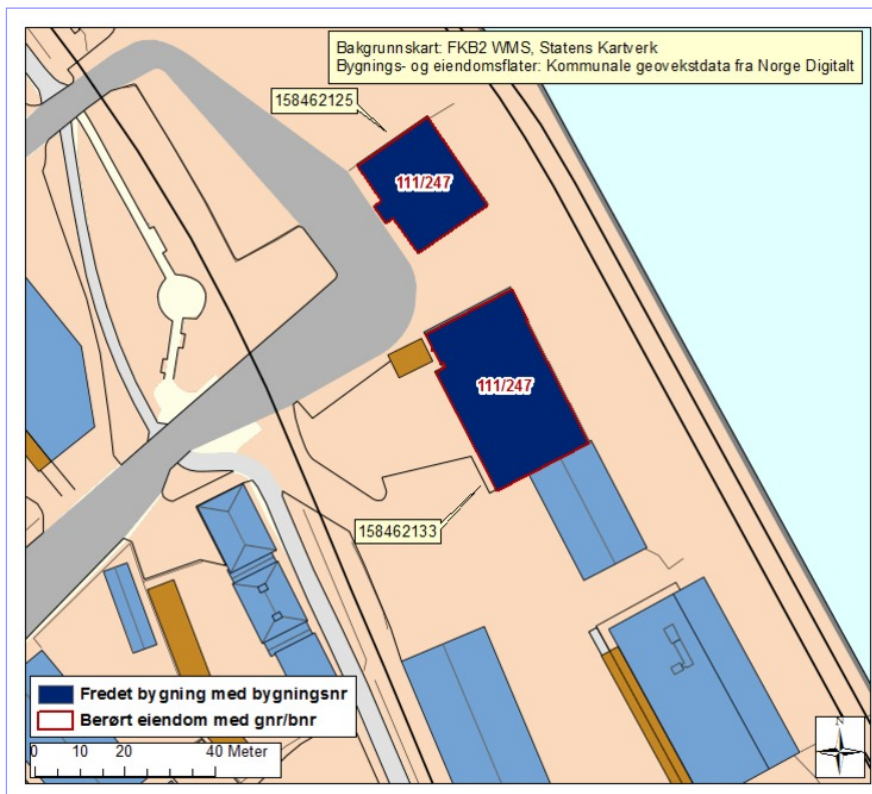 Bakgrunnskart: FKB2 WMS, Statens Kartverk
Bygnings- og eiendomsflater: Kommunale geovekstdata fra Norge Digitalt
158462125
111/247
111/247
158462133
Fredet bygning med bygningsnr
Berørt eiendom med gnr/bnr
0 10 20 40 Meter
N